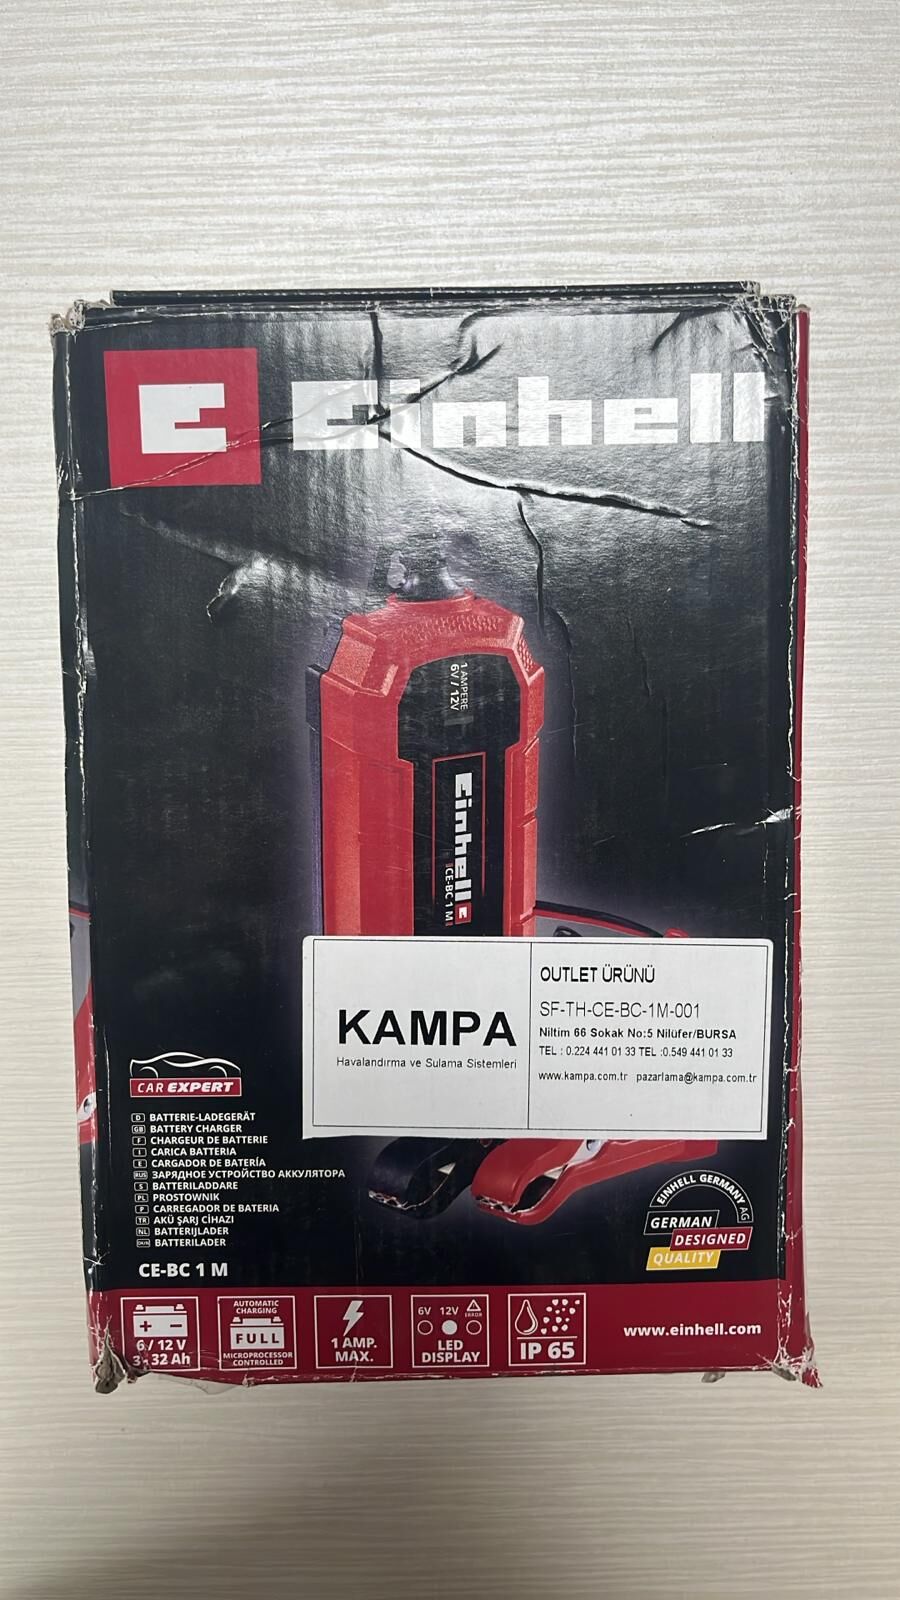 Einhell
1 AMPERE
6V / 12V
Einhell
CE-BC 1 M
KAMPA
Havalandırma ve Sulama Sistemleri
OUTLET ÜRÜNÜ
SF-TH-CE-BC-1M-001
Niltim 66 Sokak No:5 Nilüfer/BURSA
TEL : 0.224 441 01 33 TEL :0.549 441 01 33
www.kampa.com.tr pazarlama@kampa.com.tr
CAR EXPERT
D BATTERIE-LADEGERÄT
GB BATTERY CHARGER
F CHARGEUR DE BATTERIE
I CARICA BATTERIA
E CARGADOR DE BATERÍA
RUS ЗАРЯДНОЕ УСТРОЙСТВО АККУЛЯТОРА
S BATTERILADDARE
PL PROSTOWNIK
P CARREGADOR DE BATERIA
TR AKÜ ŞARJ CİHAZI
NL BATTERIJLADER
DK/N BATTERILADER
CE-BC 1 M
EINHELL GERMANY AG
GERMAN
DESIGNED
QUALITY
6 / 12 V
3 - 32 Ah
AUTOMATIC
CHARGING
FULL
MICROPROCESSOR
CONTROLLED
1 AMP.
MAX.
6V 12V ERROR
LED
DISPLAY
IP 65
www.einhell.com